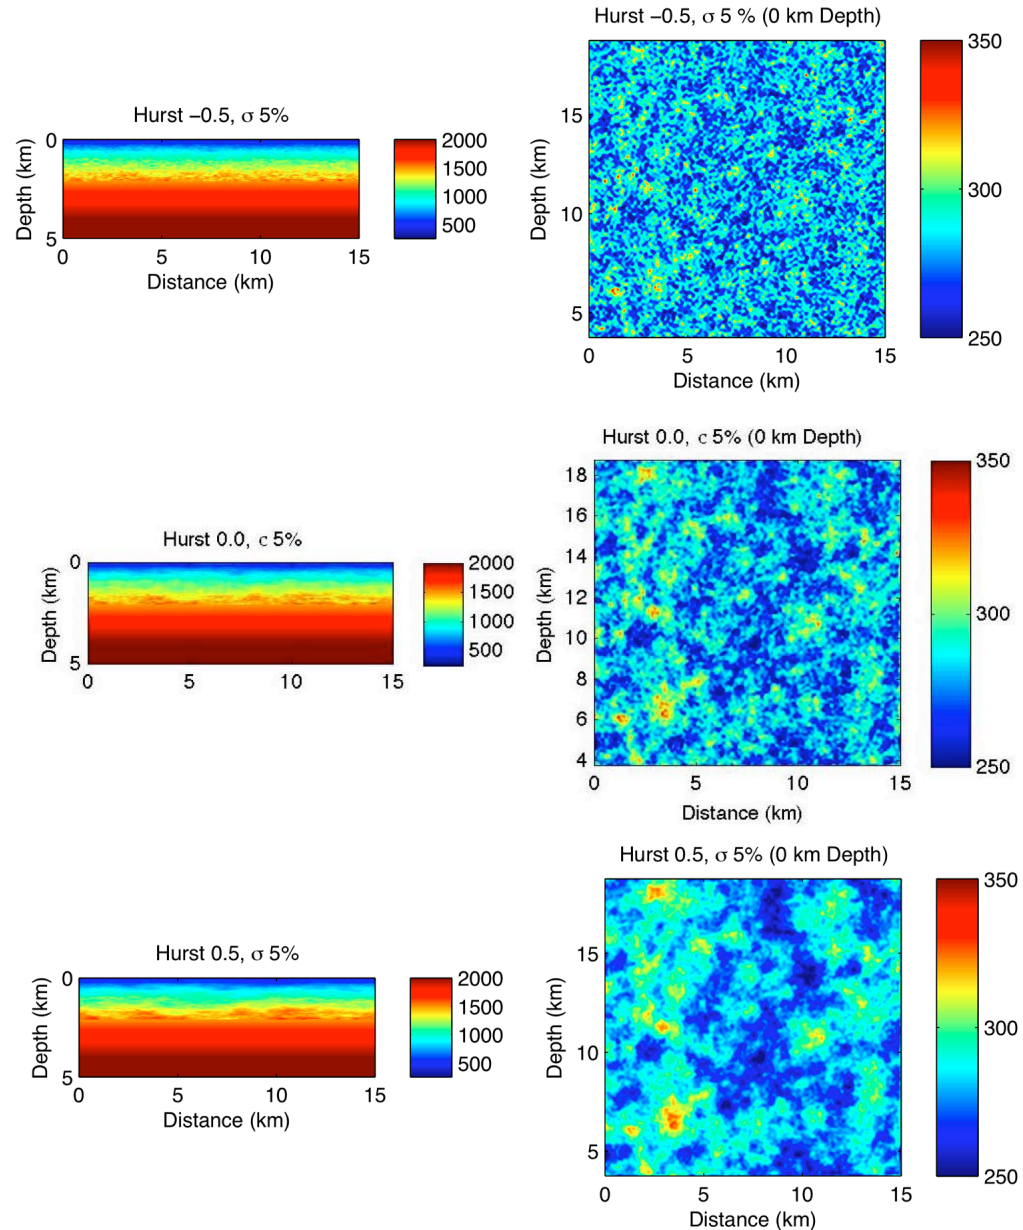 Hurst −0.5, σ 5 % (0 km Depth)
350
300
250
15
10
5
Depth (km)
0 5 10 15
Distance (km)
Hurst −0.5, σ 5%
0
5
Depth (km)
0 5 10 15
Distance (km)
2000
1500
1000
500
Hurst 0.0, c 5% (0 km Depth)
350
300
250
18
16
14
12
10
8
6
4
Depth (km)
0 5 10 15
Distance (km)
Hurst 0.0, c 5%
0
5
Depth (km)
0 5 10 15
Distance (km)
2000
1500
1000
500
Hurst 0.5, σ 5% (0 km Depth)
350
300
250
15
10
5
Depth (km)
0 5 10 15
Distance (km)
Hurst 0.5, σ 5%
0
5
Depth (km)
0 5 10 15
Distance (km)
2000
1500
1000
500